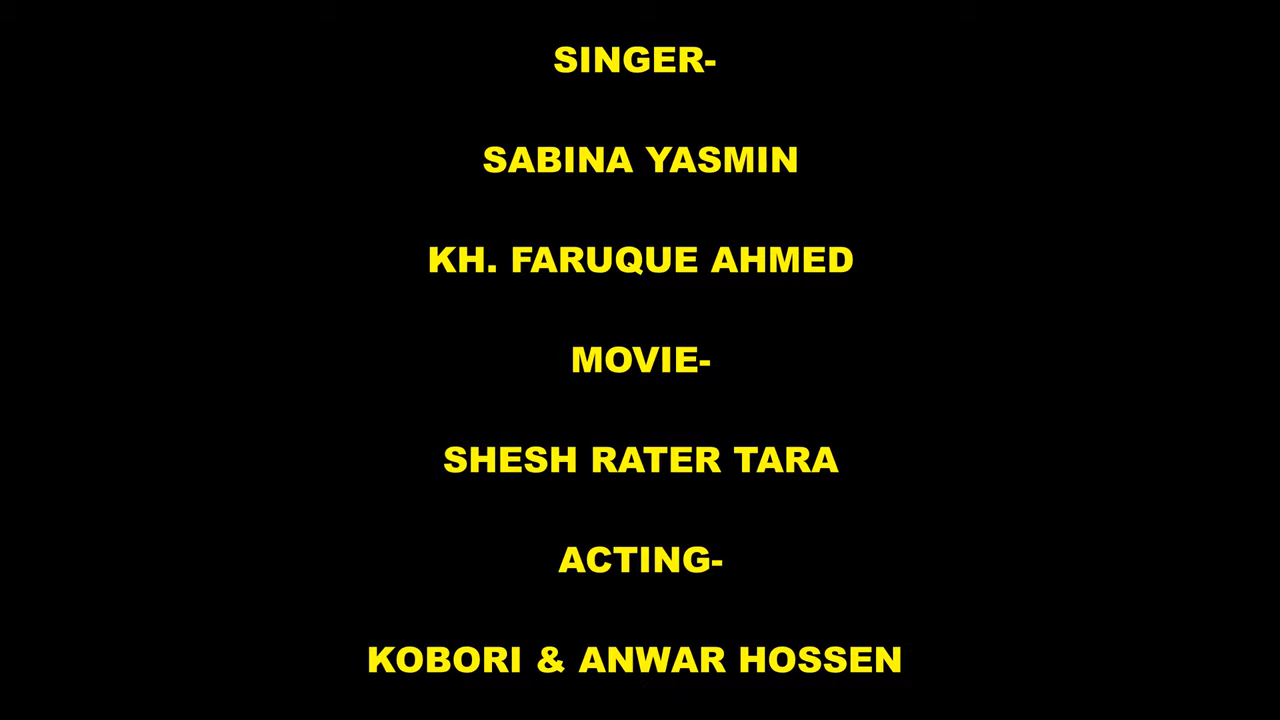 SINGER-
SABINA YASMIN
KH. FARUQUE AHMED
MOVIE-
SHESH RATER TARA
ACTING-
KOBORI & ANWAR HOSSEN